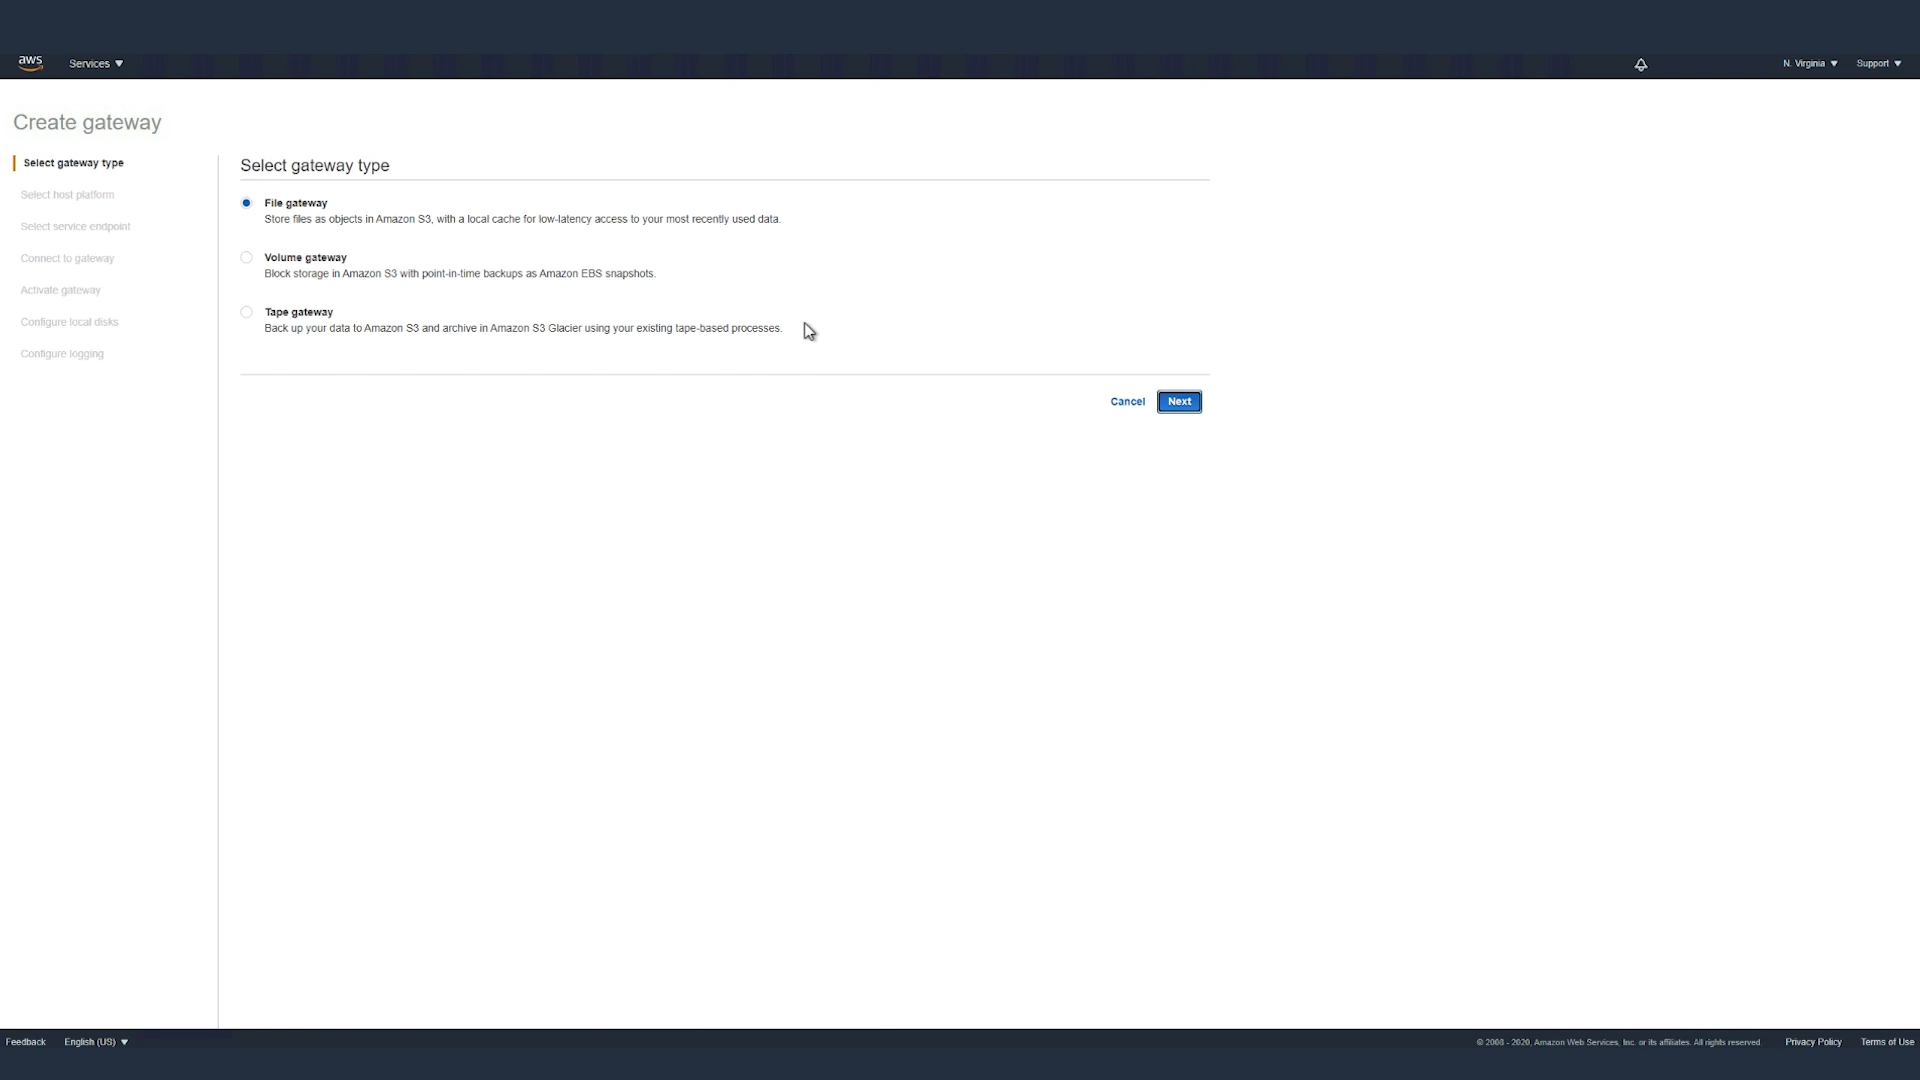 aws Services N. Virginia Support
Create gateway
Select gateway type
Select host platform
Select service endpoint
Connect to gateway
Activate gateway
Configure local disks
Configure logging
Select gateway type
File gateway
Store files as objects in Amazon S3, with a local cache for low-latency access to your most recently used data.
Volume gateway
Block storage in Amazon S3 with point-in-time backups as Amazon EBS snapshots.
Tape gateway
Back up your data to Amazon S3 and archive in Amazon S3 Glacier using your existing tape-based processes.
Cancel Next
Feedback English (US) © 2008 - 2020, Amazon Web Services, Inc. or its affiliates. All rights reserved. Privacy Policy Terms of Use